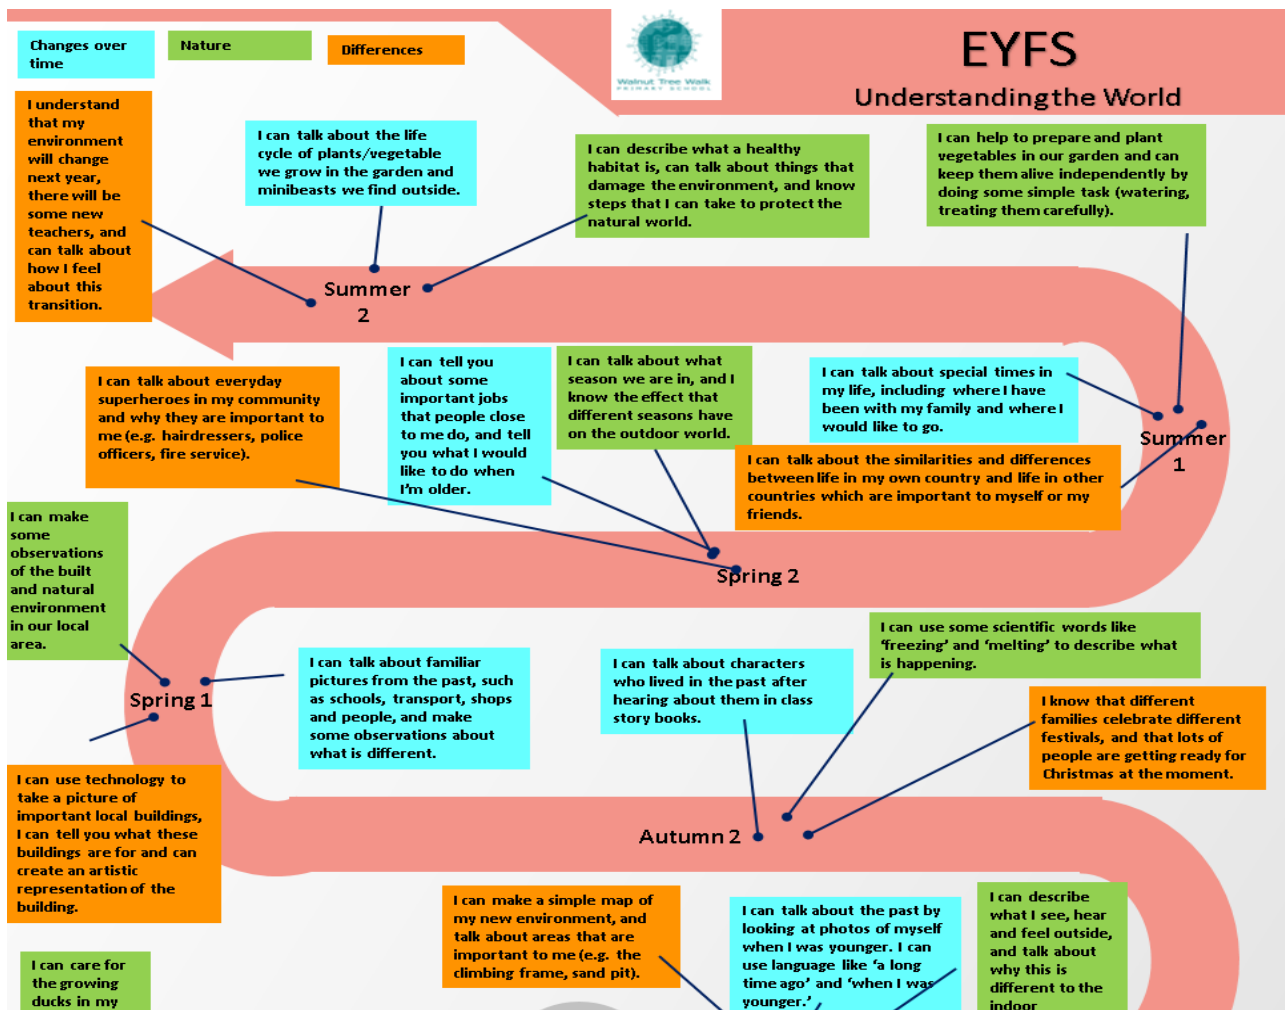 EYFS
Understanding the World
Walnut Tree Walk
PRIMARY SCHOOL
Changes over
time
Nature
Differences
I understand
that my
environment
will change
next year,
there will be
some new
teachers, and
can talk about
how I feel
about this
transition.
I can talk about the life
cycle of plants/vegetable
we grow in the garden and
minibeasts we find outside.
I can describe what a healthy
habitat is, can talk about things that
damage the environment, and know
steps that I can take to protect the
natural world.
I can help to prepare and plant
vegetables in our garden and can
keep them alive independently by
doing some simple task (watering,
treating them carefully).
Summer
2
I can talk about everyday
superheroes in my community
and why they are important to
me (e.g. hairdressers, police
officers, fire service).
I can tell you
about some
important jobs
that people close
to me do, and tell
you what I would
like to do when
I'm older.
I can talk about what
season we are in, and I
know the effect that
different seasons have
on the outdoor world.
I can talk about special times in
my life, including where I have
been with my family and where I
would like to go.
Summer
1
I can talk about the similarities and differences
between life in my own country and life in other
countries which are important to myself or my
friends.
Spring 2
I can make
some
observations
of the built
and natural
environment
in our local
area.
Spring 1
I can talk about familiar
pictures from the past, such
as schools, transport, shops
and people, and make
some observations about
what is different.
I can talk about characters
who lived in the past after
hearing about them in class
story books.
I can use some scientific words like
'freezing' and 'melting' to describe what
is happening.
I know that different
families celebrate different
festivals, and that lots of
people are getting ready for
Christmas at the moment.
I can use technology to
take a picture of
important local buildings,
I can tell you what these
buildings are for and can
create an artistic
representation of the
building.
Autumn 2
I can make a simple map of
my new environment, and
talk about areas that are
important to me (e.g. the
climbing frame, sand pit).
I can talk about the past by
looking at photos of myself
when I was younger. I can
use language like 'a long
time ago' and 'when I was
younger.'
I can describe
what I see, hear
and feel outside,
and talk about
why this is
different to the
indoor
I can care for
the growing
ducks in my